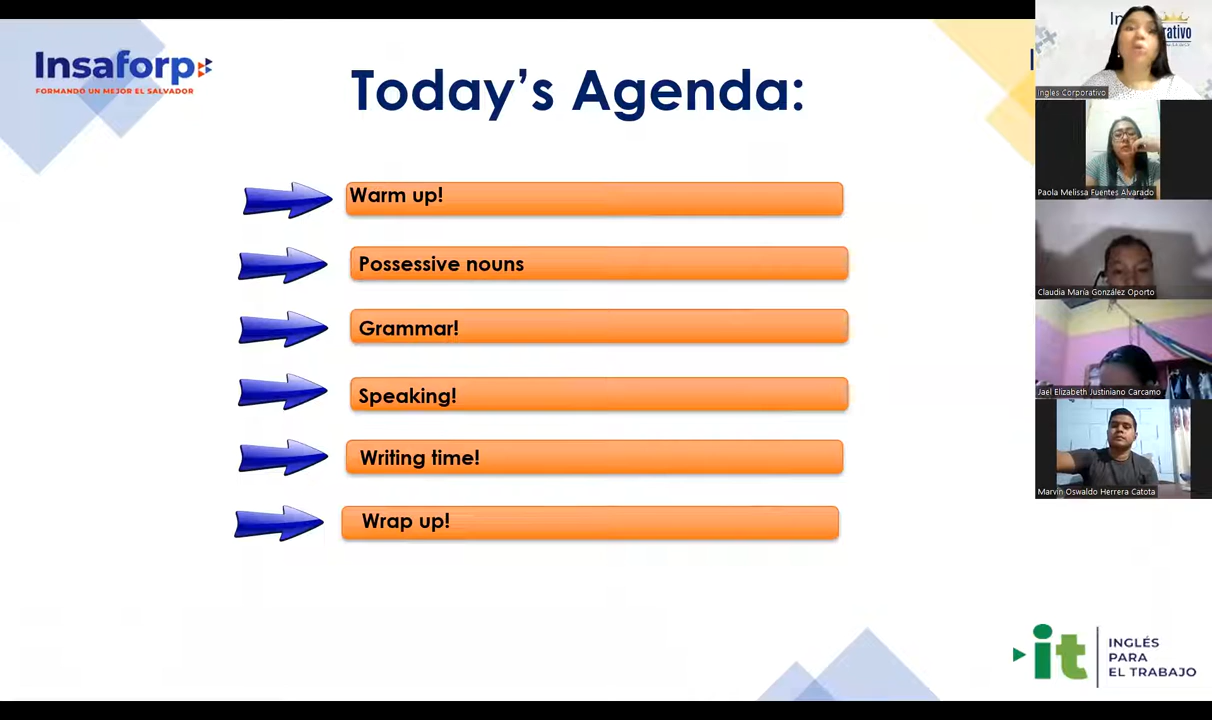 Insaforp
FORMANDO UN MEJOR EL SALVADOR
Today's Agenda:
Warm up!
Possessive nouns
Grammar!
Speaking!
Writing time!
Wrap up!
it
INGLÉS
PARA
EL TRABAJO
In
rativo
Ingles Corporativo
Paola Melissa Fuentes Alvarado
Claudia María González Oporto
Jael Elizabeth Justiniano Carcamo
Marvin Oswaldo Herrera Catota